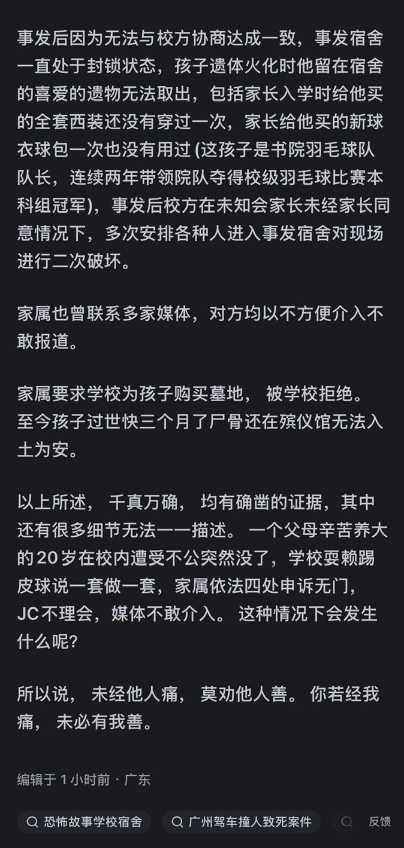 事发后因为无法与校方协商达成一致，事发宿舍
一直处于封锁状态，孩子遗体火化时他留在宿舍
的喜爱的遗物无法取出，包括家长入学时给他买
的全套西装还没有穿过一次，家长给他买的新球
衣球包一次也没有用过 (这孩子是书院羽毛球队
队长，连续两年带领院队夺得校级羽毛球比赛本
科组冠军)，事发后校方在未知会家长未经家长同
意情况下，多次安排各种人进入事发宿舍对现场
进行二次破坏。
家属也曾联系多家媒体，对方均以不方便介入不
敢报道。
家属要求学校为孩子购买墓地， 被学校拒绝。
至今孩子过世快三个月了尸骨还在殡仪馆无法入
土为安。
以上所述， 千真万确， 均有确凿的证据，其中
还有很多细节无法一一描述。 一个父母辛苦养大
的 20 岁在校内遭受不公突然没了，学校耍赖踢
皮球说一套做一套，家属依法四处申诉无门，
JC 不理会，媒体不敢介入。 这种情况下会发生
什么呢?
所以说， 未经他人痛， 莫劝他人善。 你若经我
痛， 未必有我善。
编辑于 1 小时前 · 广东
恐怖故事学校宿舍
广州驾车撞人致死案件
反馈